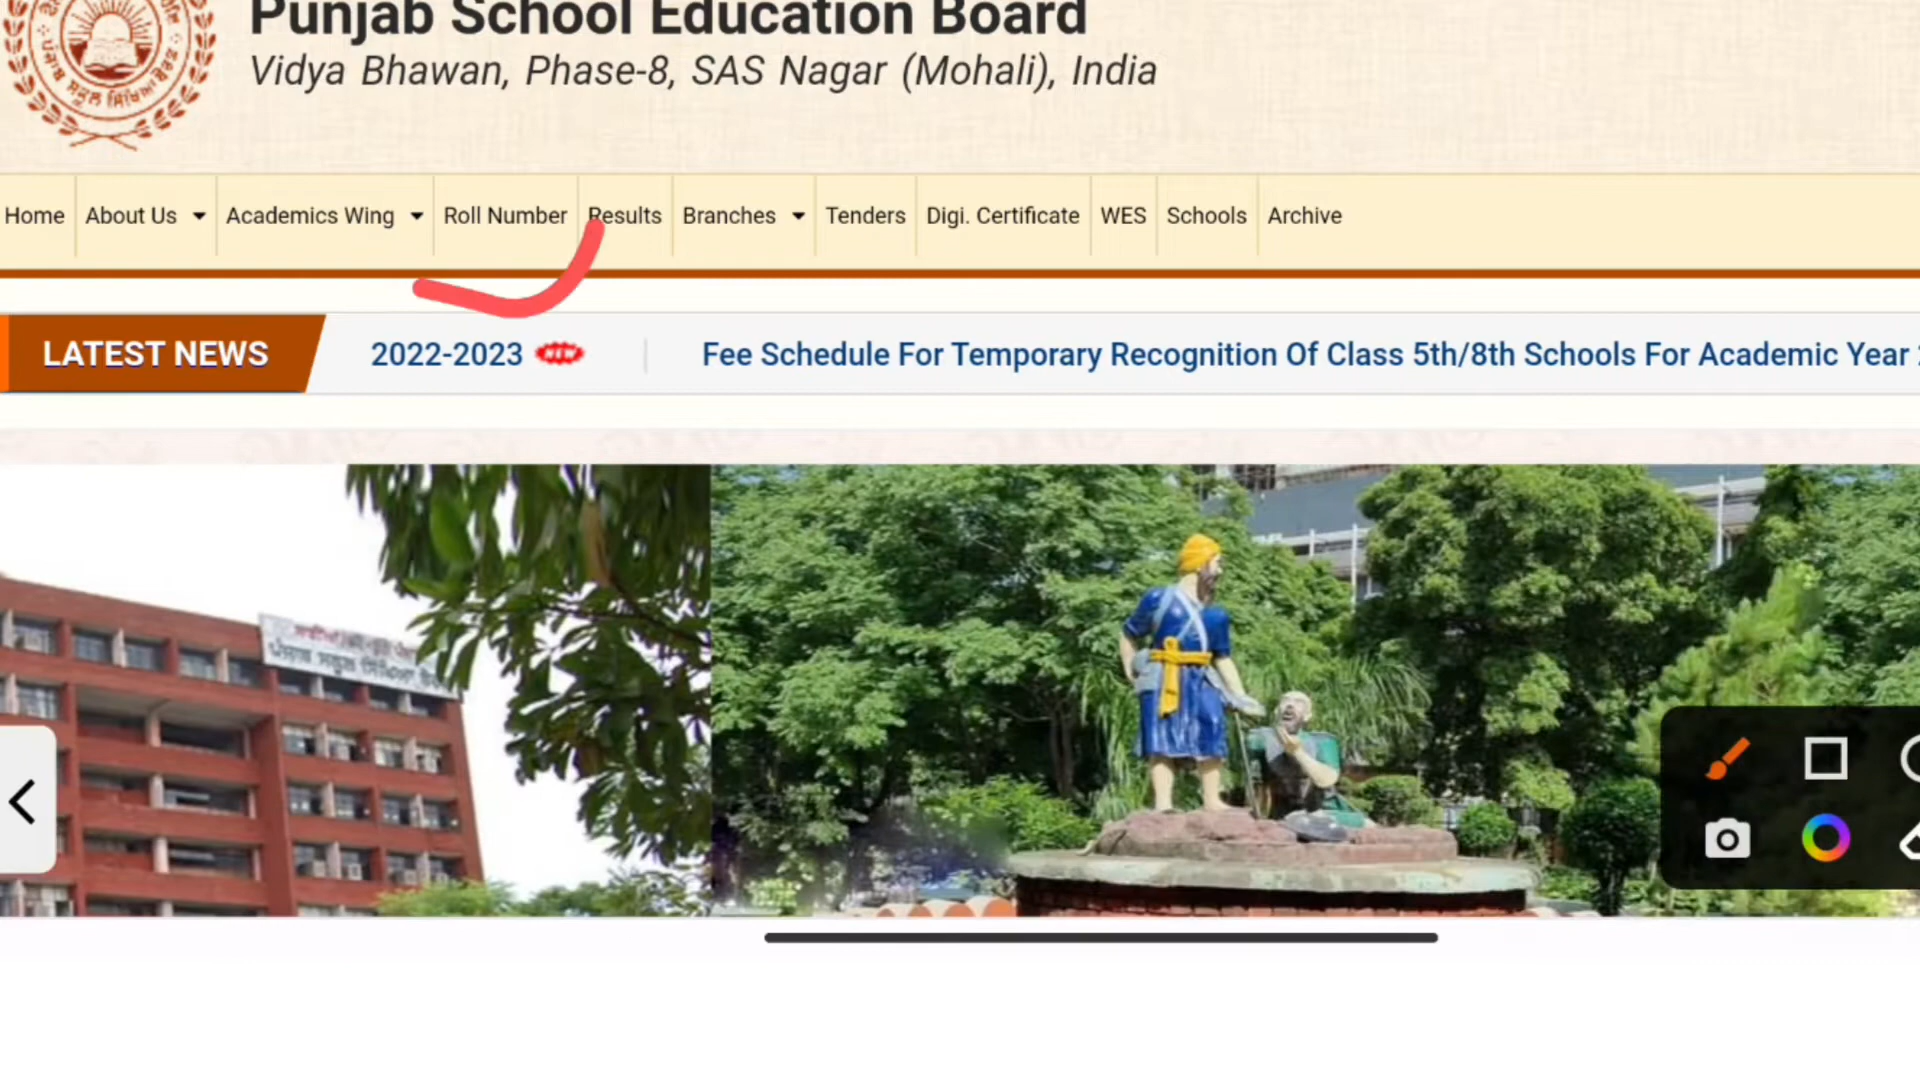 Punjab School Education Board
Vidya Bhawan, Phase-8, SAS Nagar (Mohali), India
Home
About Us
Academics Wing
Roll Number
Results
Branches
Tenders
Digi. Certificate
WES
Schools
Archive
LATEST NEWS
2022-2023
NEW
Fee Schedule For Temporary Recognition Of Class 5th/8th Schools For Academic Year
ਪੰਜਾਬ ਸਕੂਲ ਸਿੱਖਿਆ